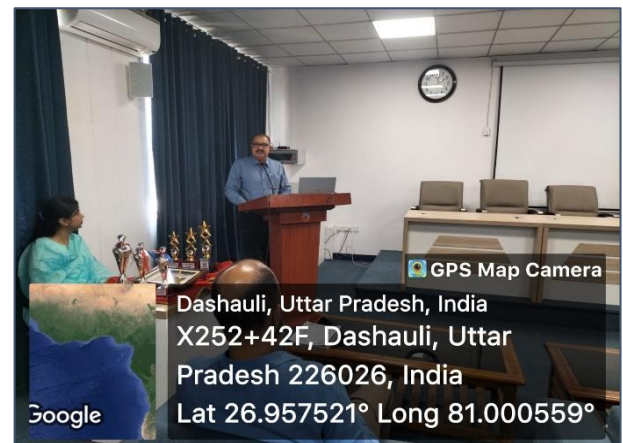 GPS Map Camera
Dashauli, Uttar Pradesh, India
X252+42F, Dashauli, Uttar
Pradesh 226026, India
Lat 26.957521° Long 81.000559°
Google